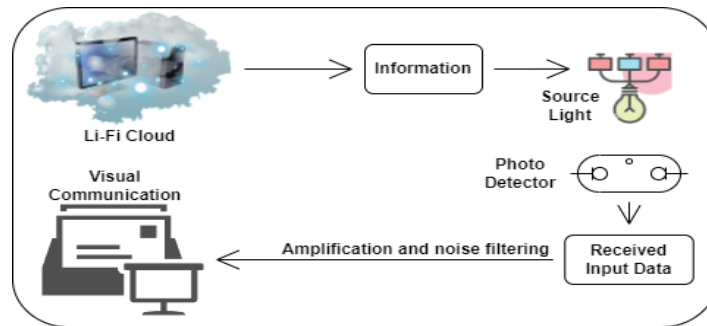 Information
Source
Light
Li-Fi Cloud
Photo
Detector
Visual
Communication
Amplification and noise filtering
Received
Input Data